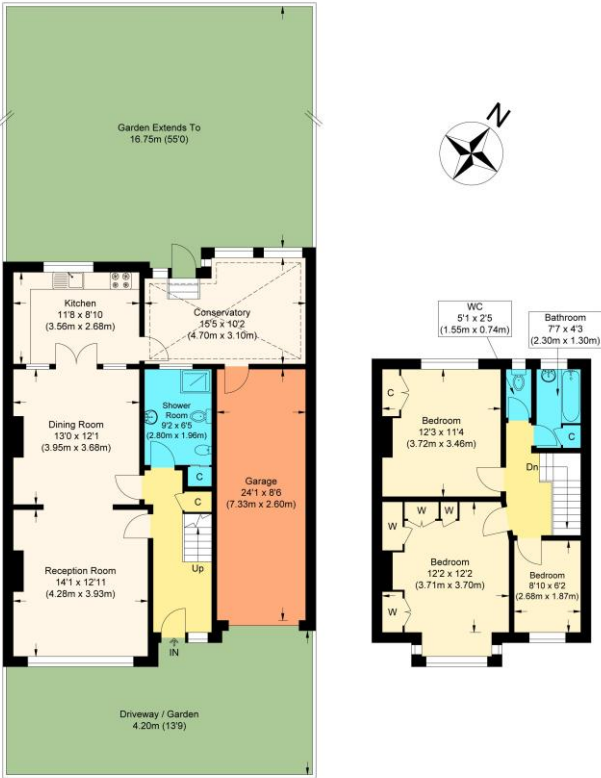 Garden Extends To
16.75m (55'0)
N
Kitchen
11'8 x 8'10
(3.56m x 2.68m)
Conservatory
15'5 x 10'2
(4.70m x 3.10m)
Dining Room
13'0 x 12'1
(3.95m x 3.68m)
Shower
Room
9'2 x 6'5
(2.80m x 1.96m)
C
C
Garage
24'1 x 8'6
(7.33m x 2.60m)
Reception Room
14'1 x 12'11
(4.28m x 3.93m)
Up
IN
Driveway / Garden
4.20m (13'9)
WC
5'1 x 2'5
(1.55m x 0.74m)
Bathroom
7'7 x 4'3
(2.30m x 1.30m)
C
Bedroom
12'3 x 11'4
(3.72m x 3.46m)
C
Dn
W
W
W
W
Bedroom
12'2 x 12'2
(3.71m x 3.70m)
Bedroom
8'10 x 6'2
(2.68m x 1.87m)